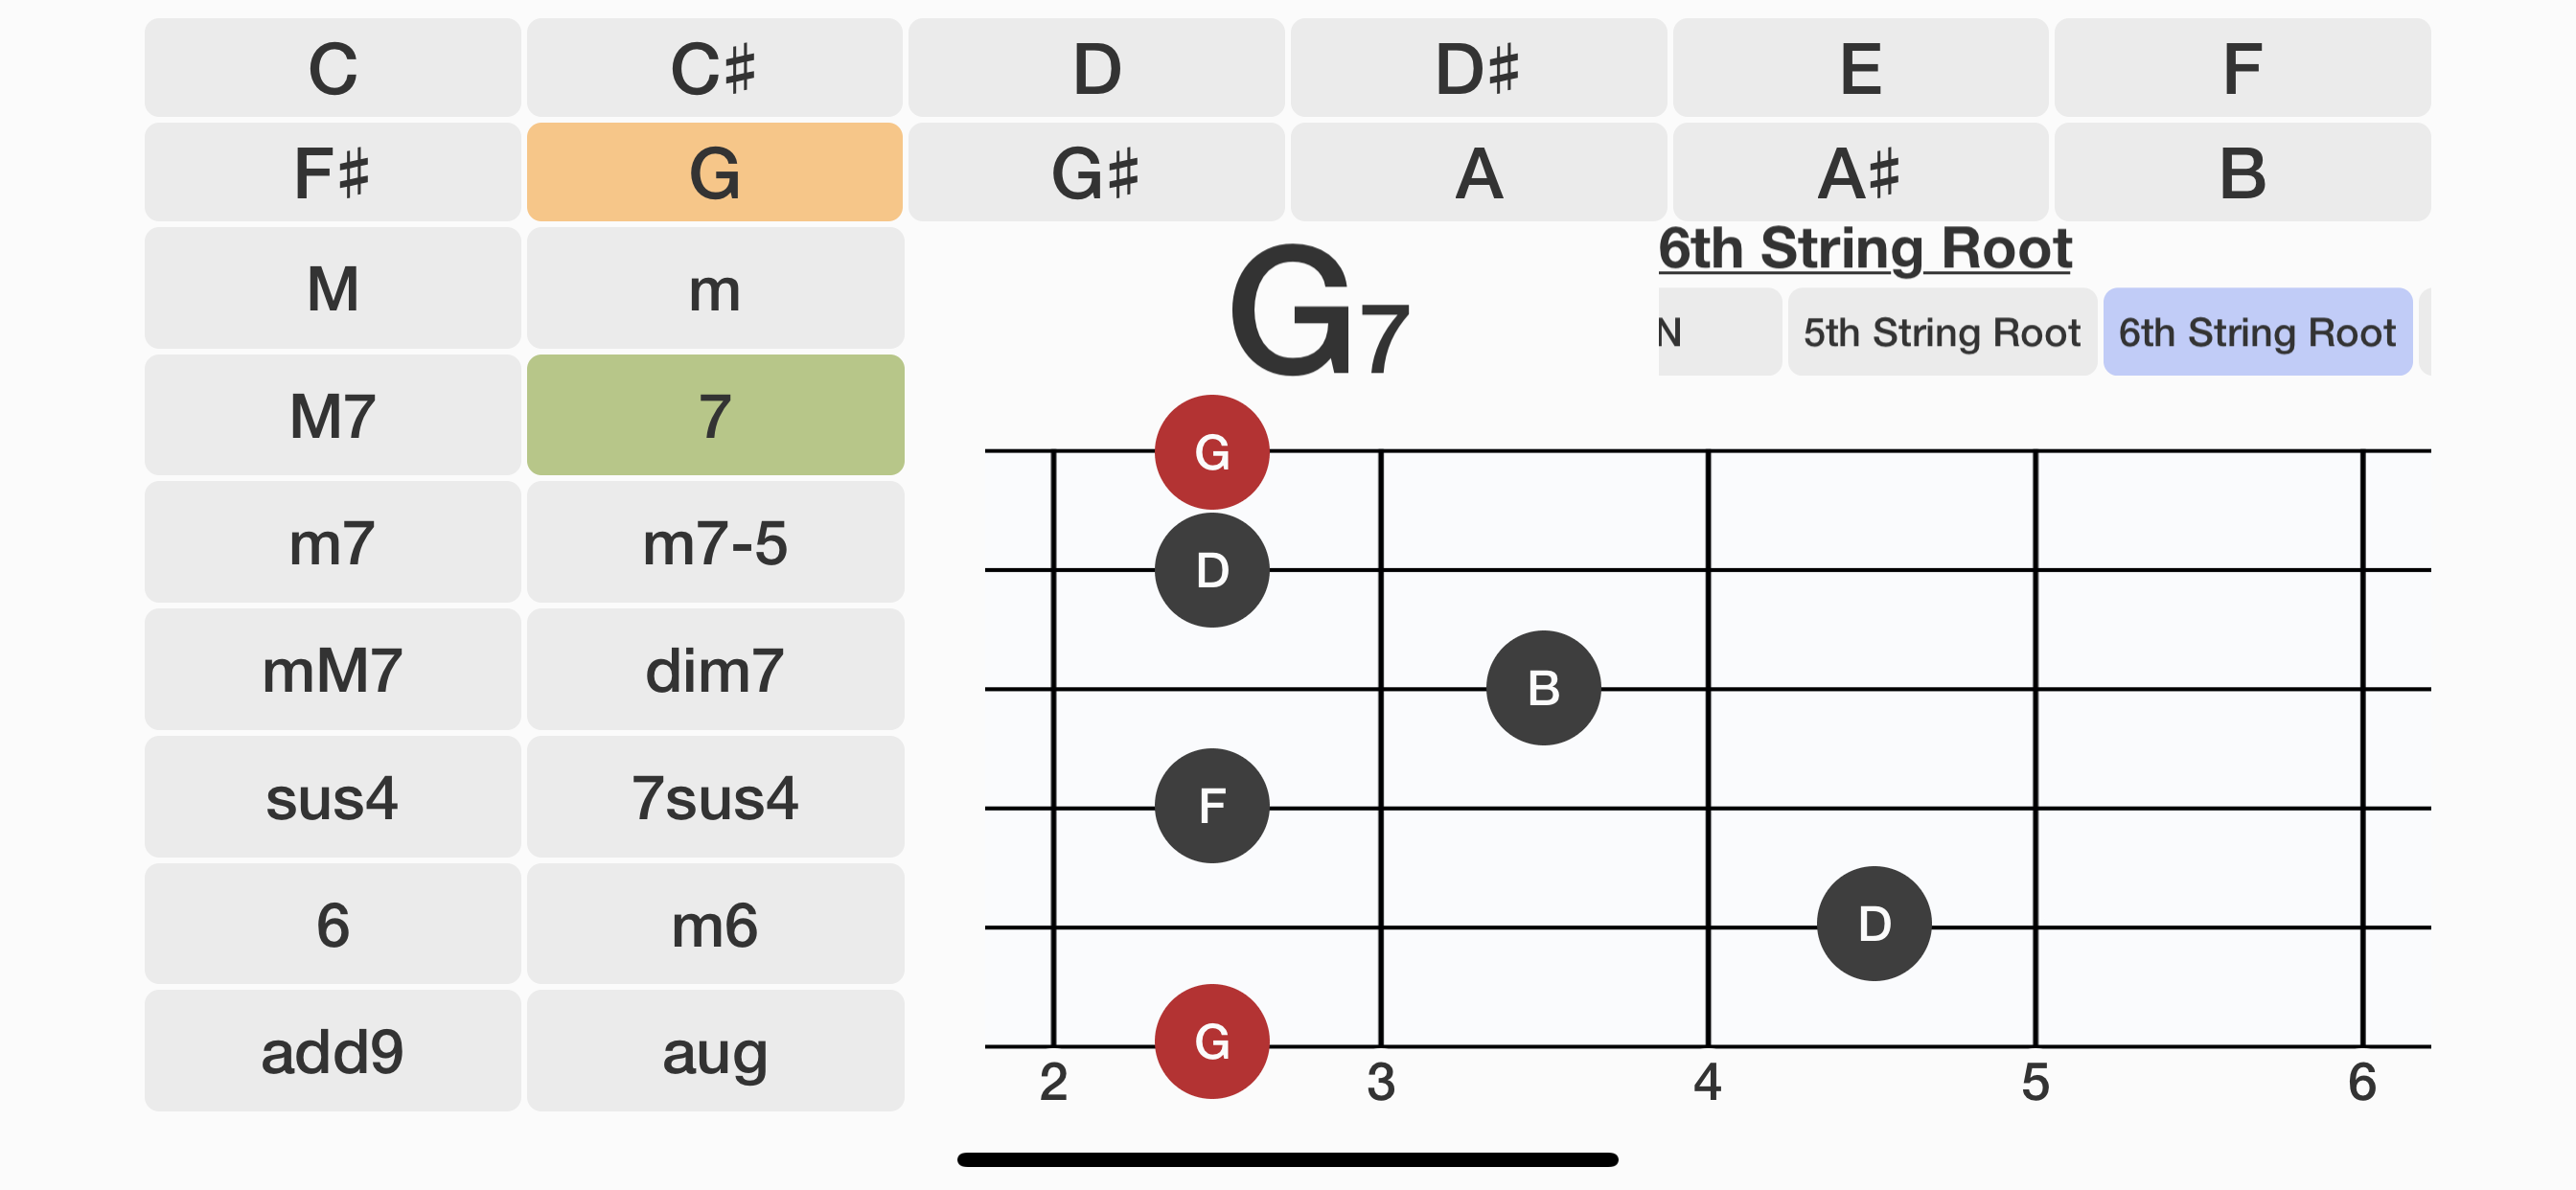 C C♯ D D♯ E F
F♯ G G♯ A A♯ B
M m
M7 7
m7 m7-5
mM7 dim7
sus4 7sus4
6 m6
add9 aug
G7
6th String Root
N 5th String Root 6th String Root
G
D
B
F
D
G
2 3 4 5 6